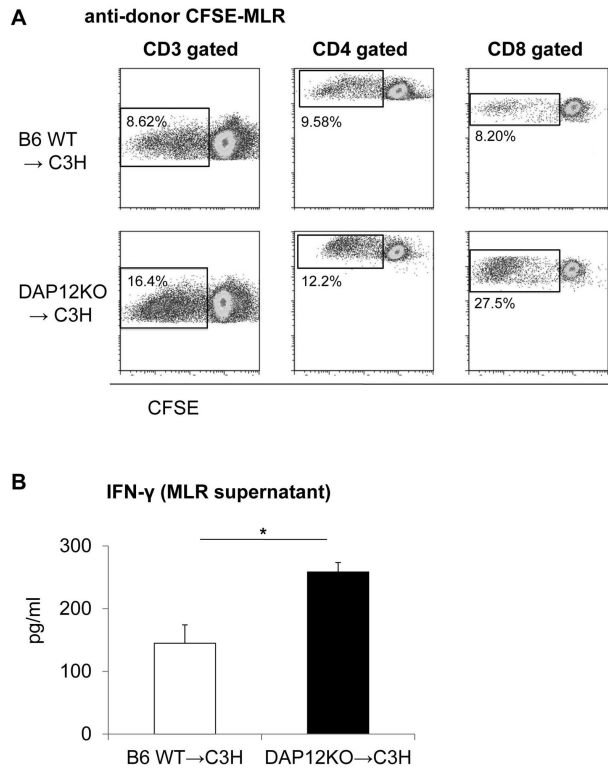 A
anti-donor CFSE-MLR
CD3 gated
CD4 gated
CD8 gated
B6 WT
→ C3H
8.62%
9.58%
8.20%
DAP12KO
→ C3H
16.4%
12.2%
27.5%
CFSE
B
IFN-γ (MLR supernatant)
*
300
200
100
0
pg/ml
B6 WT→C3H
DAP12KO→C3H